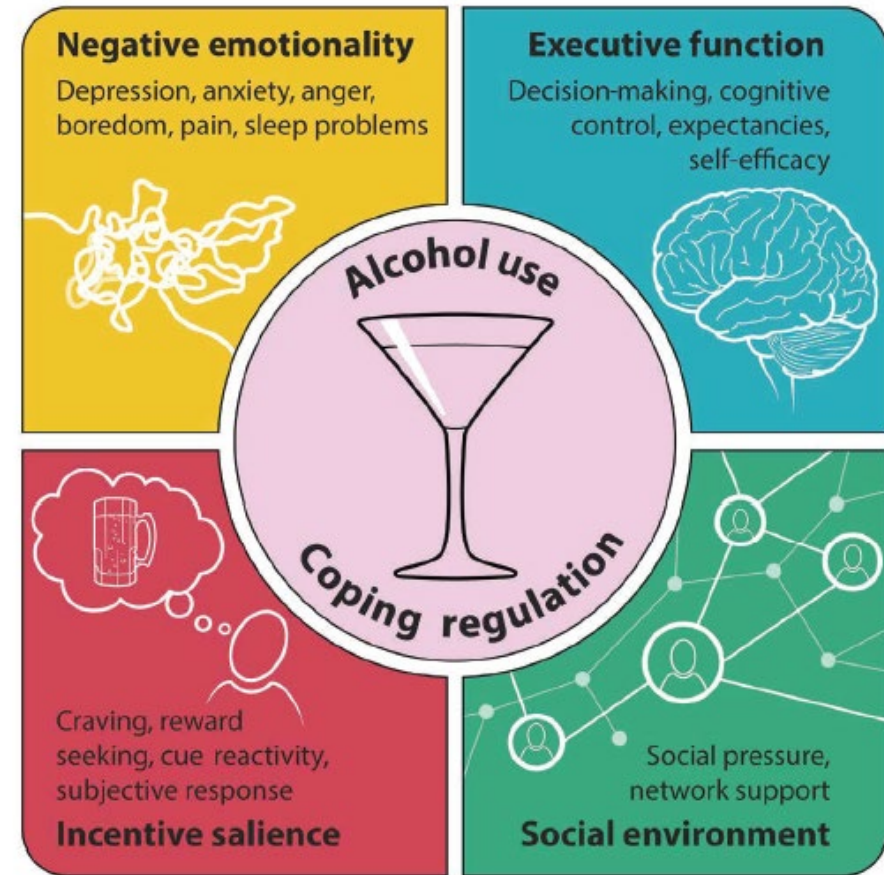 Negative emotionality
Depression, anxiety, anger,
boredom, pain, sleep problems
Executive function
Decision-making, cognitive
control, expectancies,
self-efficacy
Alcohol use
Coping regulation
Craving, reward
seeking, cue reactivity,
subjective response
Incentive salience
Social pressure,
network support
Social environment